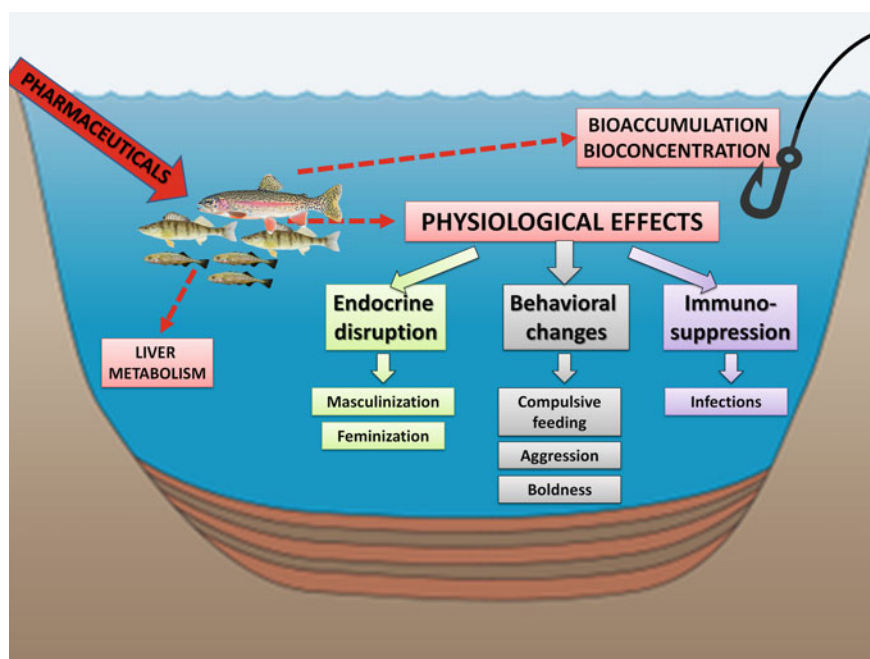 PHARMACEUTICALS
BIOACCUMULATION
BIOCONCENTRATION
PHYSIOLOGICAL EFFECTS
Endocrine
disruption
Behavioral
changes
Immuno-
suppression
LIVER
METABOLISM
Masculinization
Feminization
Compulsive
feeding
Aggression
Boldness
Infections